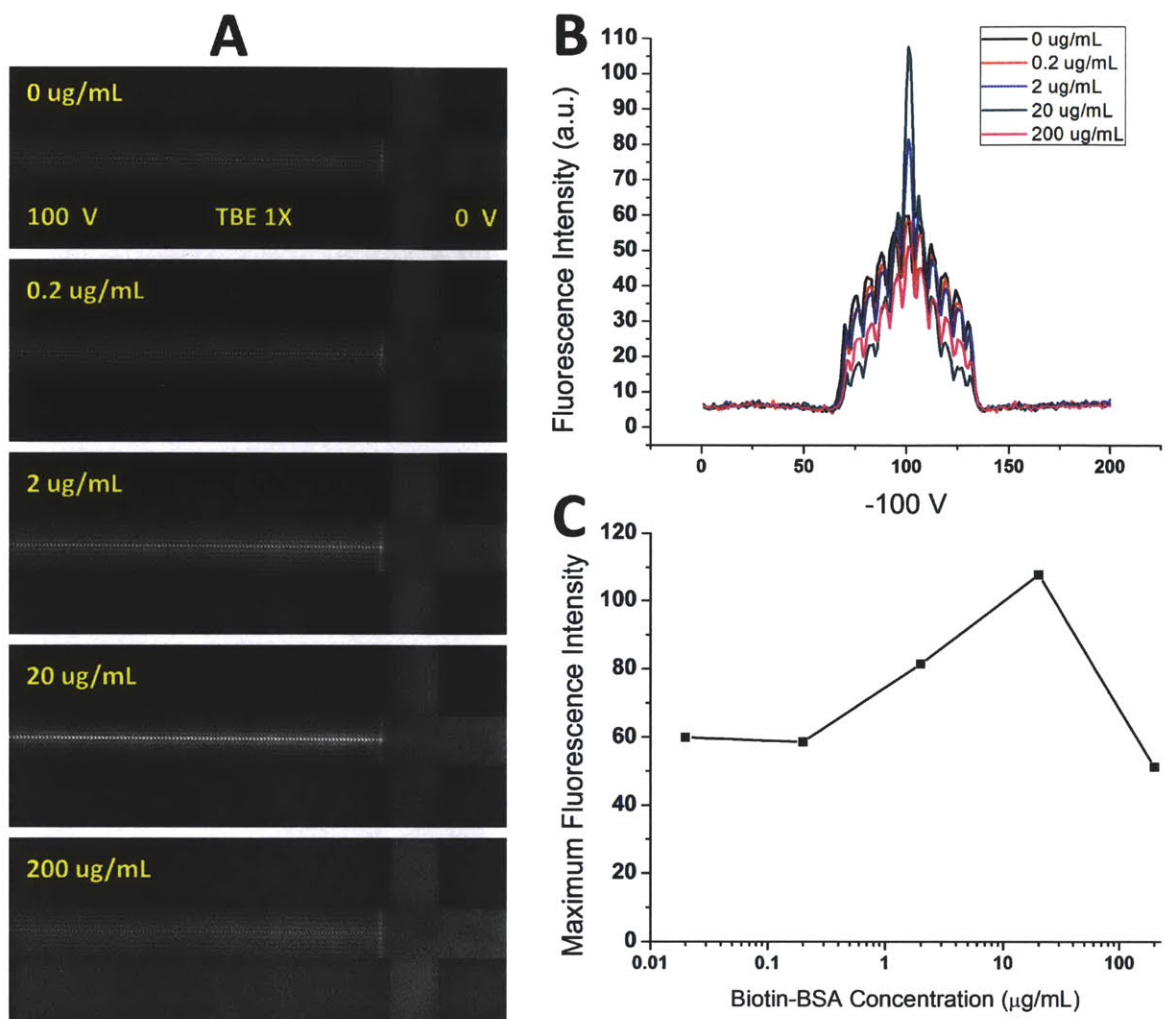 A
0 ug/mL
100 V TBE 1X 0 V
0.2 ug/mL
2 ug/mL
20 ug/mL
200 ug/mL
B
Fluorescence Intensity (a.u.)
110
100
90
80
70
60
50
40
30
20
10
0
0 ug/mL
0.2 ug/mL
2 ug/mL
20 ug/mL
200 ug/mL
0 50 100 150 200
-100 V
C
Maximum Fluorescence Intensity
120
100
80
60
40
20
0
0.01 0.1 1 10 100
Biotin-BSA Concentration (µg/mL)